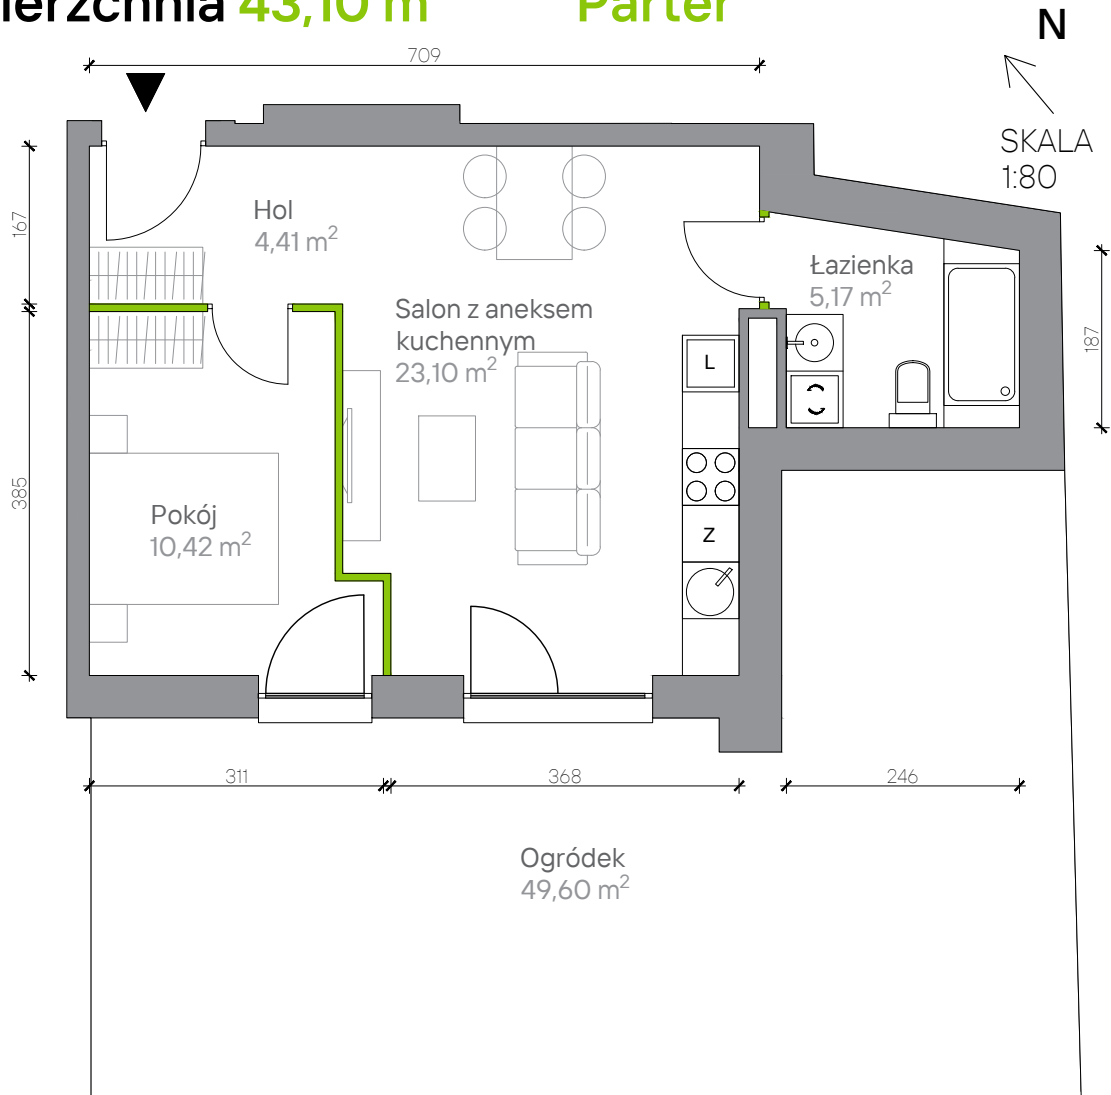 43,10 m Parter
N
709
SKALA
1:80
167
Hol
4,41 m²
Łazienka
5,17 m²
Salon z aneksem
kuchennym
23,10 m²
L
187
385
Pokój
10,42 m²
Z
311
368
246
Ogródek
49,60 m²